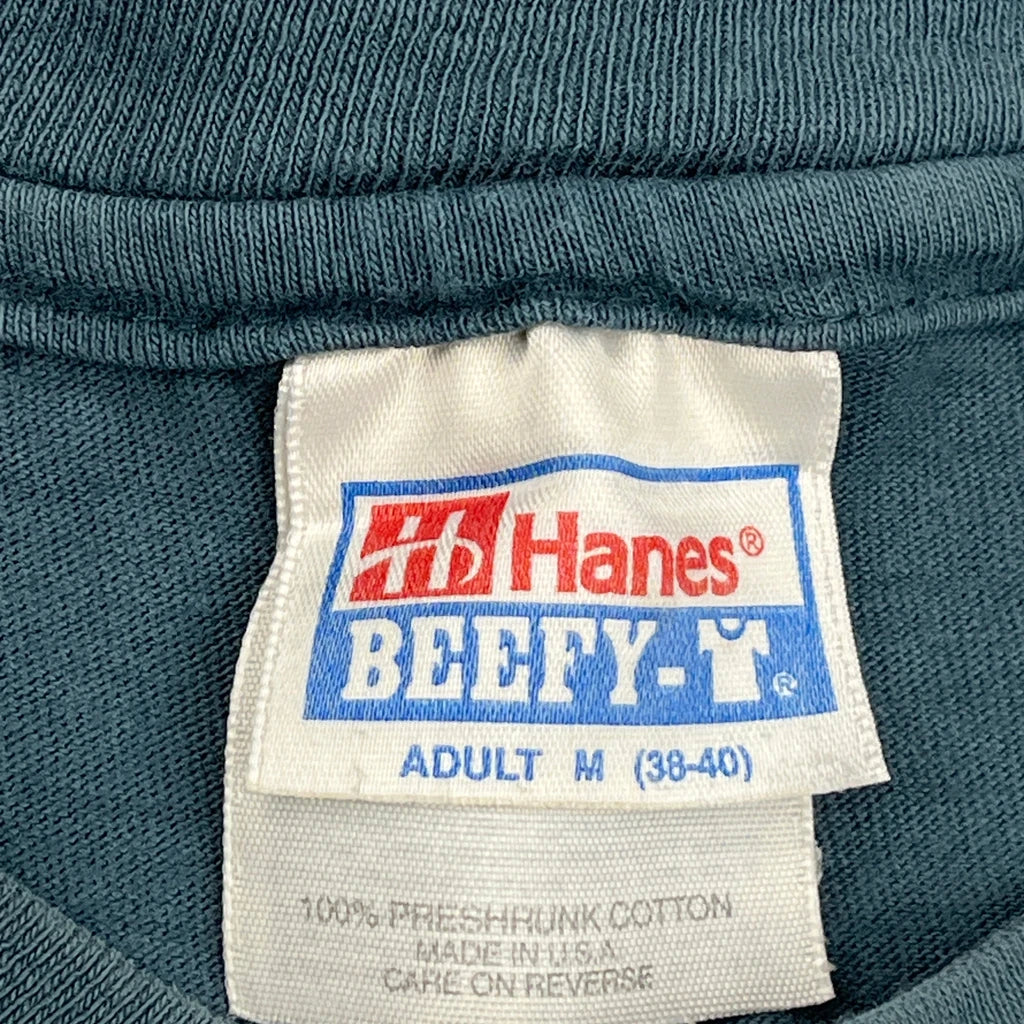 Hanes®
BEEFY-T®
ADULT M (38-40)
100% PRESHRUNK COTTON
MADE IN U.S.A
CARE ON REVERSE